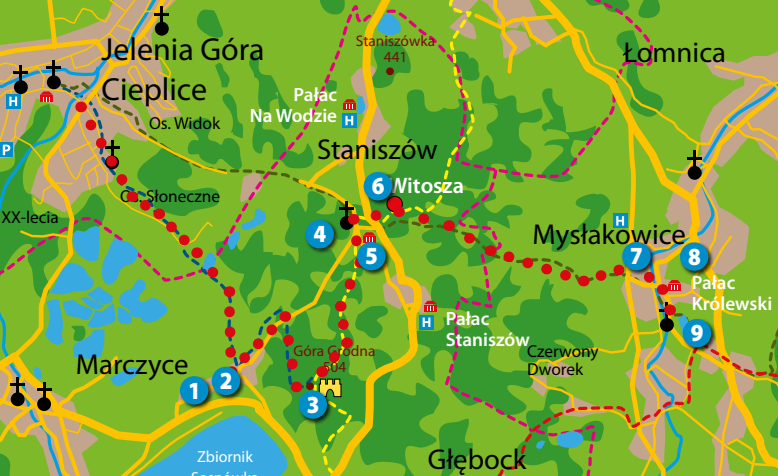 Staniszówka
441
Jelenia Góra
Cieplice
Łomnica
Pałac
Na Wodzie
H
H
Os. Widok
P
Staniszów
6
Witosza
Os. Słoneczne
XX-lecia
H
4
5
Mysłakowice
7
8
Pałac
Królewski
H
Pałac
Staniszów
9
Góra Grodna
504
Czerwony
Dworek
Marczyce
1
2
3
Głębock
Zbiornik
Sosnówka